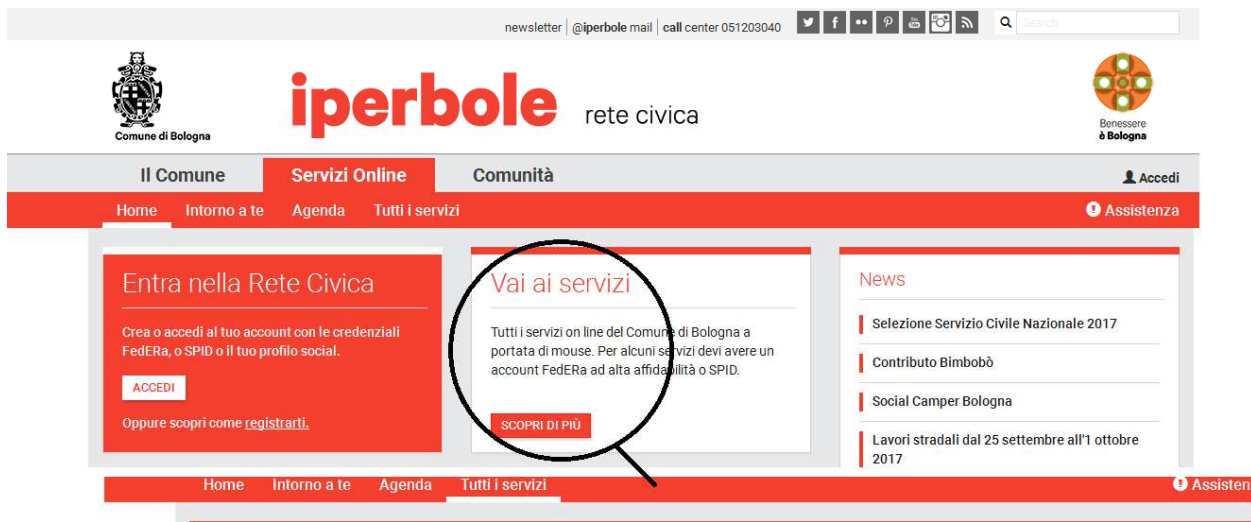 newsletter | @iperbole mail | call center 051203040
Search
Comune di Bologna
iperbole rete civica
Benessere
è Bologna
Il Comune Servizi Online Comunità Accedi
Home Intorno a te Agenda Tutti i servizi Assistenza
Entra nella Rete Civica
Crea o accedi al tuo account con le credenziali
FedERa, o SPID o il tuo profilo social.
ACCEDI
Oppure scopri come registrarti.
Vai ai servizi
Tutti i servizi on line del Comune di Bologna a
portata di mouse. Per alcuni servizi devi avere un
account FedERa ad alta affidabilità o SPID.
SCOPRI DI PIÙ
News
Selezione Servizio Civile Nazionale 2017
Contributo Bimbobò
Social Camper Bologna
Lavori stradali dal 25 settembre all'1 ottobre
2017
Home Intorno a te Agenda Tutti i servizi Assisten